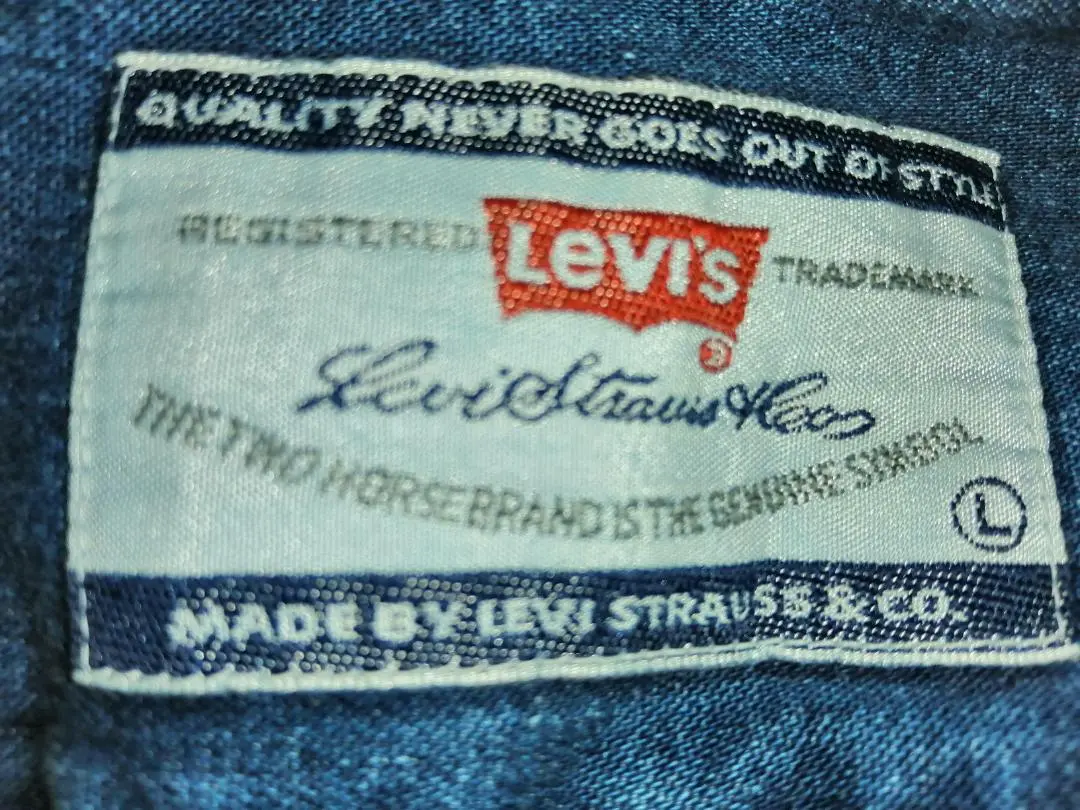 QUALITY NEVER GOES OUT OF STYLE
REGISTERED LEVI'S TRADEMARK
®
Levi Strauss & Co
THE TWO HORSE BRAND IS THE GENUINE SYMBOL
L
MADE BY LEVI STRAUSS & CO.